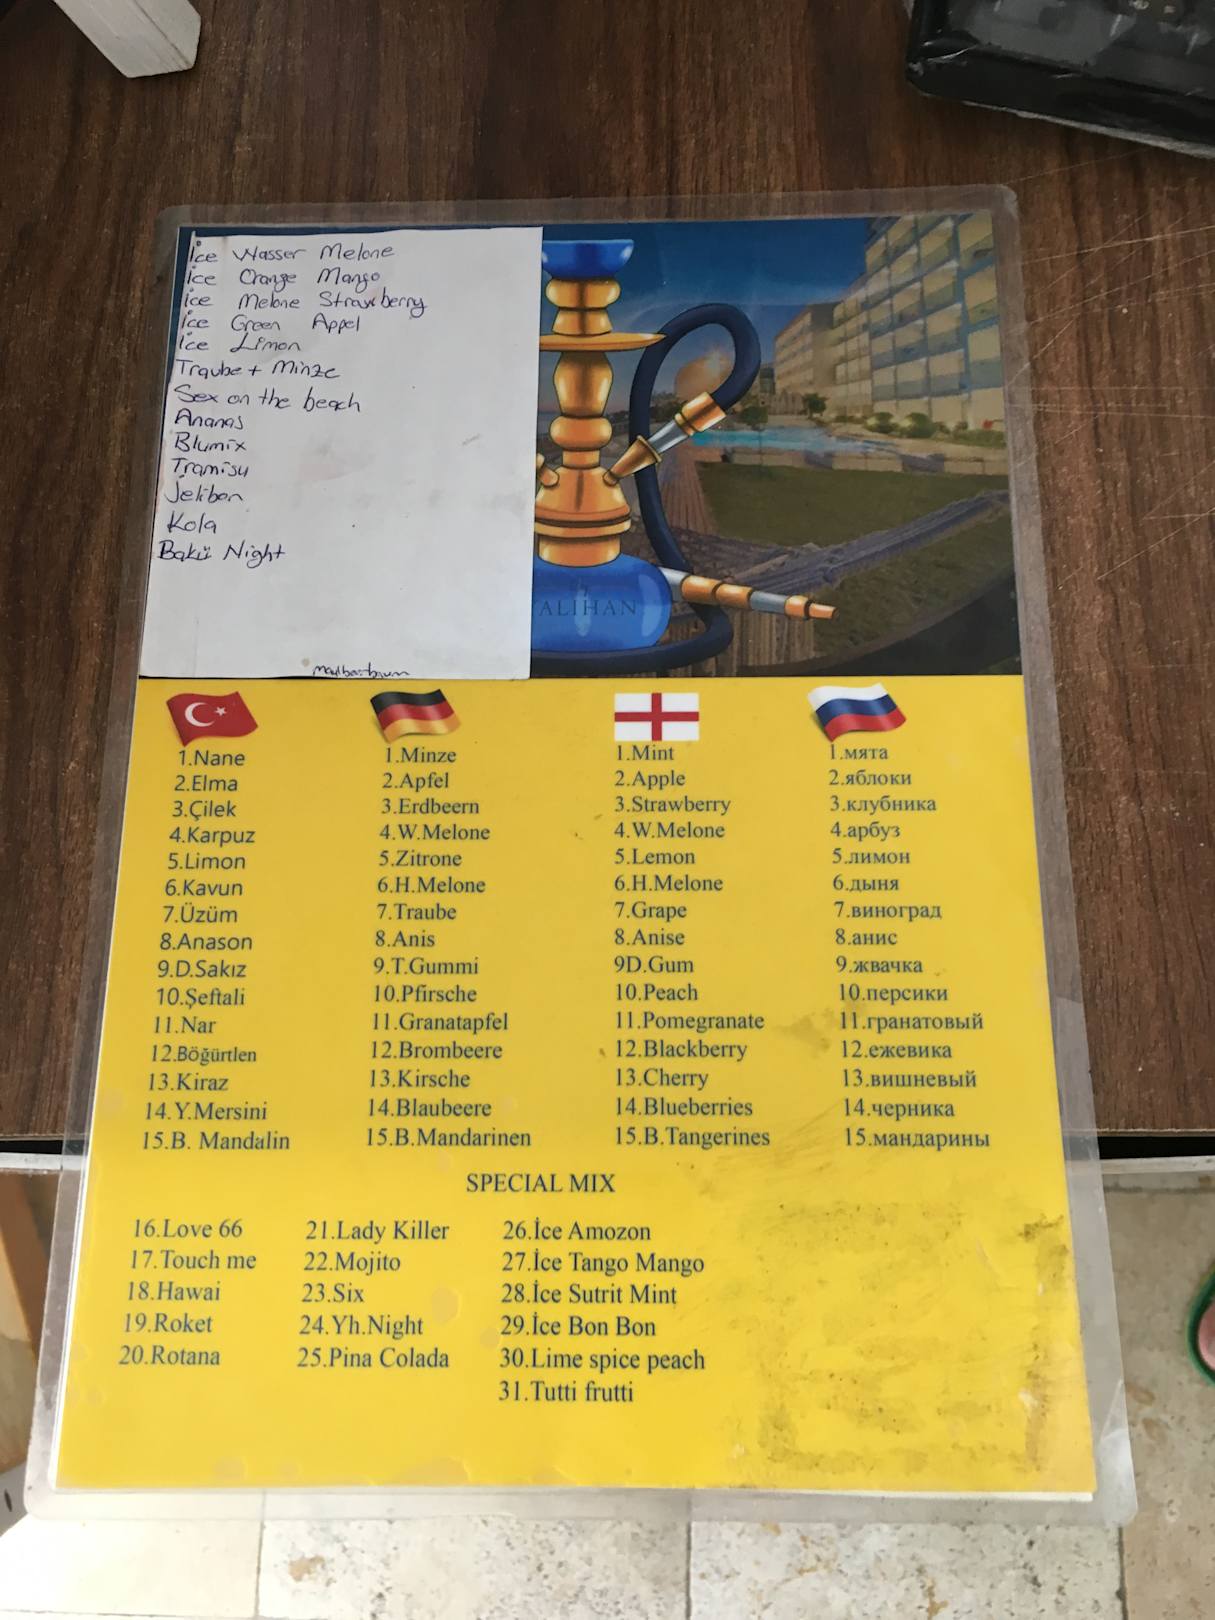 İce Wasser Melone
İce Orange Mango
İce Melone Strawberry
İce Green Appel
İce Limon
Traube + Minze
Sex on the beach
Ananas
Blumix
Tramisu
Jelibon
Kola
Bakü Night
ALIHAN
1.Nane
2.Elma
3.Çilek
4.Karpuz
5.Limon
6.Kavun
7.Üzüm
8.Anason
9.D.Sakız
10.Şeftali
11.Nar
12.Böğürtlen
13.Kiraz
14.Y.Mersini
15.B. Mandalin
1.Minze
2.Apfel
3.Erdbeern
4.W.Melone
5.Zitrone
6.H.Melone
7.Traube
8.Anis
9.T.Gummi
10.Pfirsche
11.Granatapfel
12.Brombeere
13.Kirsche
14.Blaubeere
15.B.Mandarinen
1.Mint
2.Apple
3.Strawberry
4.W.Melone
5.Lemon
6.H.Melone
7.Grape
8.Anise
9D.Gum
10.Peach
11.Pomegranate
12.Blackberry
13.Cherry
14.Blueberries
15.B.Tangerines
1.мята
2.яблоки
3.клубника
4.арбуз
5.лимон
6.дыня
7.виноград
8.анис
9.жвачка
10.персики
11.гранатовый
12.ежевика
13.вишневый
14.черника
15.мандарины
SPECIAL MIX
16.Love 66
17.Touch me
18.Hawai
19.Roket
20.Rotana
21.Lady Killer
22.Mojito
23.Six
24.Yh.Night
25.Pina Colada
26.İce Amozon
27.İce Tango Mango
28.İce Sutrit Mint
29.İce Bon Bon
30.Lime spice peach
31.Tutti frutti